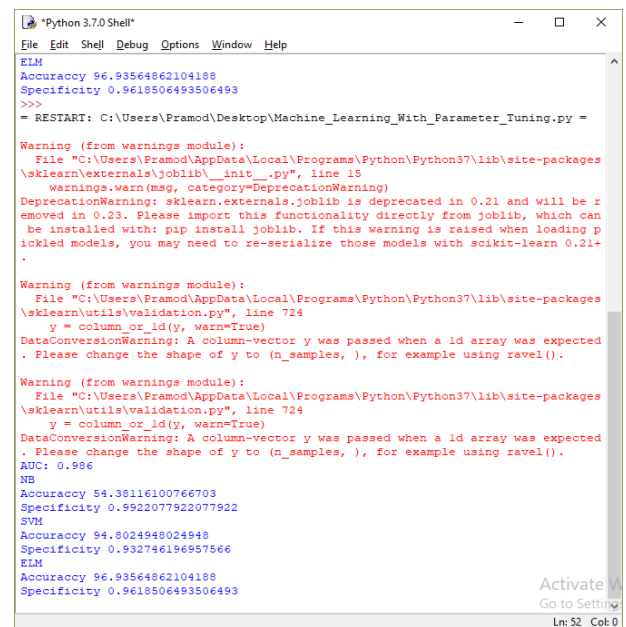 *Python 3.7.0 Shell*
File Edit Shell Debug Options Window Help
ELM
Accuraccy 96.93564862104188
Specificity 0.9618506493506493
>>>
= RESTART: C:\Users\Pramod\Desktop\Machine_Learning_With_Parameter_Tuning.py =
Warning (from warnings module):
File "C:\Users\Pramod\AppData\Local\Programs\Python\Python37\lib\site-packages
\sklearn\externals\joblib\__init__.py", line 15
warnings.warn(msg, category=DeprecationWarning)
DeprecationWarning: sklearn.externals.joblib is deprecated in 0.21 and will be r
emoved in 0.23. Please import this functionality directly from joblib, which can
be installed with: pip install joblib. If this warning is raised when loading p
ickled models, you may need to re-serialize those models with scikit-learn 0.21+
.
Warning (from warnings module):
File "C:\Users\Pramod\AppData\Local\Programs\Python\Python37\lib\site-packages
\sklearn\utils\validation.py", line 724
y = column_or_1d(y, warn=True)
DataConversionWarning: A column-vector y was passed when a 1d array was expected
. Please change the shape of y to (n_samples, ), for example using ravel().
Warning (from warnings module):
File "C:\Users\Pramod\AppData\Local\Programs\Python\Python37\lib\site-packages
\sklearn\utils\validation.py", line 724
y = column_or_1d(y, warn=True)
DataConversionWarning: A column-vector y was passed when a 1d array was expected
. Please change the shape of y to (n_samples, ), for example using ravel().
AUC: 0.986
NB
Accuraccy 54.38116100766703
Specificity 0.9922077922077922
SVM
Accuraccy 94.8024948024948
Specificity 0.932746196957566
ELM
Accuraccy 96.93564862104188
Specificity 0.9618506493506493
Activate W
Go to Settin
Ln: 52 Col: 0